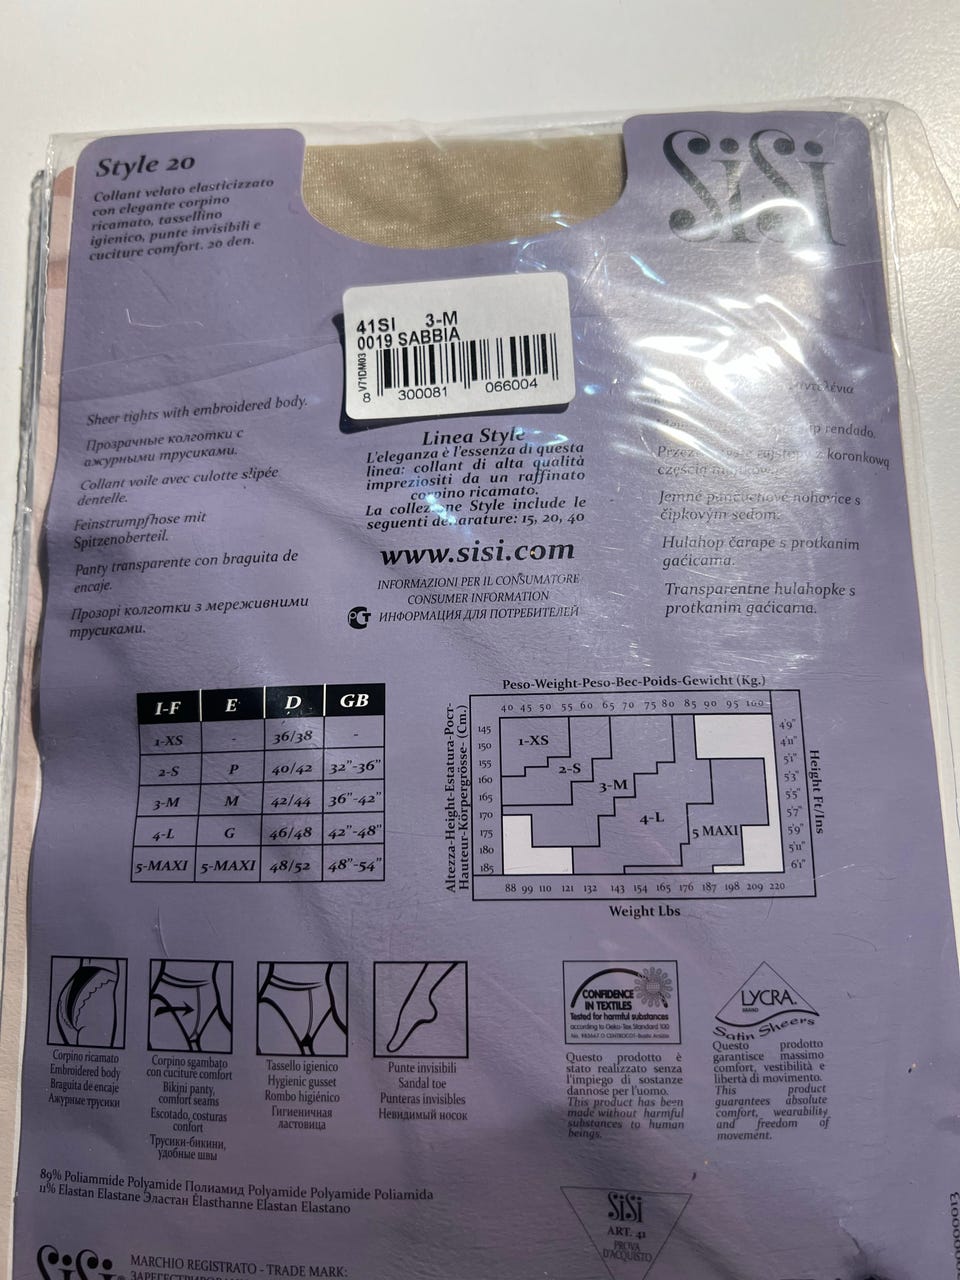 Style 20
Collant velato elasticizzato
con elegante corpino
ricamato, tassellino
igienico, punte invisibili e
cuciture comfort. 20 den.
SiSi
41SI 3-M
0019 SABBIA
V71DM03
8 300081 066004
Sheer tights with embroidered body.
Прозрачные колготки с
ажурными трусиками.
Collant voile avec culotte slipée
dentelle.
Feinstrumpfhose mit
Spitzenoberteil.
Panty transparente con braguita de
encaje.
Прозорі колготки з мереживними
трусиками.
Linea Style
L'eleganza è l'essenza di questa
linea: collant di alta qualità
impreziositi da un raffinato
corpino ricamato.
La collezione Style include le
seguenti denarature: 15, 20, 40
www.sisi.com
INFORMAZIONI PER IL CONSUMATORE
CONSUMER INFORMATION
ИНФОРМАЦИЯ ДЛЯ ПОТРЕБИТЕЛЕЙ
rendado.
z koronkową
częścią
Jemné pančuchové nohavice s
čipkovým sedom.
Hulahop čarape s protkanim
gaćicama.
Transparentne hulahopke s
protkanim gaćicama.
I-F E D GB
1-XS - 36/38 -
2-S P 40/42 32"-36"
3-M M 42/44 36"-42"
4-L G 46/48 42"-48"
5-MAXI 5-MAXI 48/52 48"-54"
Peso-Weight-Peso-Bec-Poids-Gewicht (Kg.)
40 45 50 55 60 65 70 75 80 85 90 95 100
Altezza-Height-Estatura-Рост-
Hauteur-Körpergrösse- (Cm.)
145
150
155
160
165
170
175
180
185
1-XS
2-S
3-M
4-L
5 MAXI
4'9"
4'11"
5'1"
5'3"
5'5"
5'7"
5'9"
5'11"
6'1"
Height Ft/Ins
88 99 110 121 132 143 154 165 176 187 198 209 220
Weight Lbs
Corpino ricamato
Embroidered body
Braguita de encaje
Ажурные трусики
Corpino sgambato
con cuciture comfort
Bikini panty,
comfort seams
Escotado, costuras
confort
Трусики-бикини,
удобные швы
Tassello igienico
Hygienic gusset
Rombo higiénico
Гигиеничная
ластовица
Punte invisibili
Sandal toe
Punteras invisibles
Невидимый носок
CONFIDENCE
IN TEXTILES
Tested for harmful substances
according to Oeko-Tex Standard 100
Questo prodotto è
stato realizzato senza
l'impiego di sostanze
dannose per l'uomo.
This product has been
made without harmful
substances to human
beings.
LYCRA.
BRAND
Satin Sheers
Questo prodotto
garantisce massimo
comfort, vestibilità e
libertà di movimento.
This product
guarantees absolute
comfort, wearability
and freedom of
movement.
89% Poliammide Polyamide Полиамид Polyamide Polyamide Poliamida
11% Elastan Elastane Эластан Élasthanne Elastan Elastano
SiSi
ART. 41
PROVA
D'ACQUISTO
SiSi®
MARCHIO REGISTRATO - TRADE MARK: